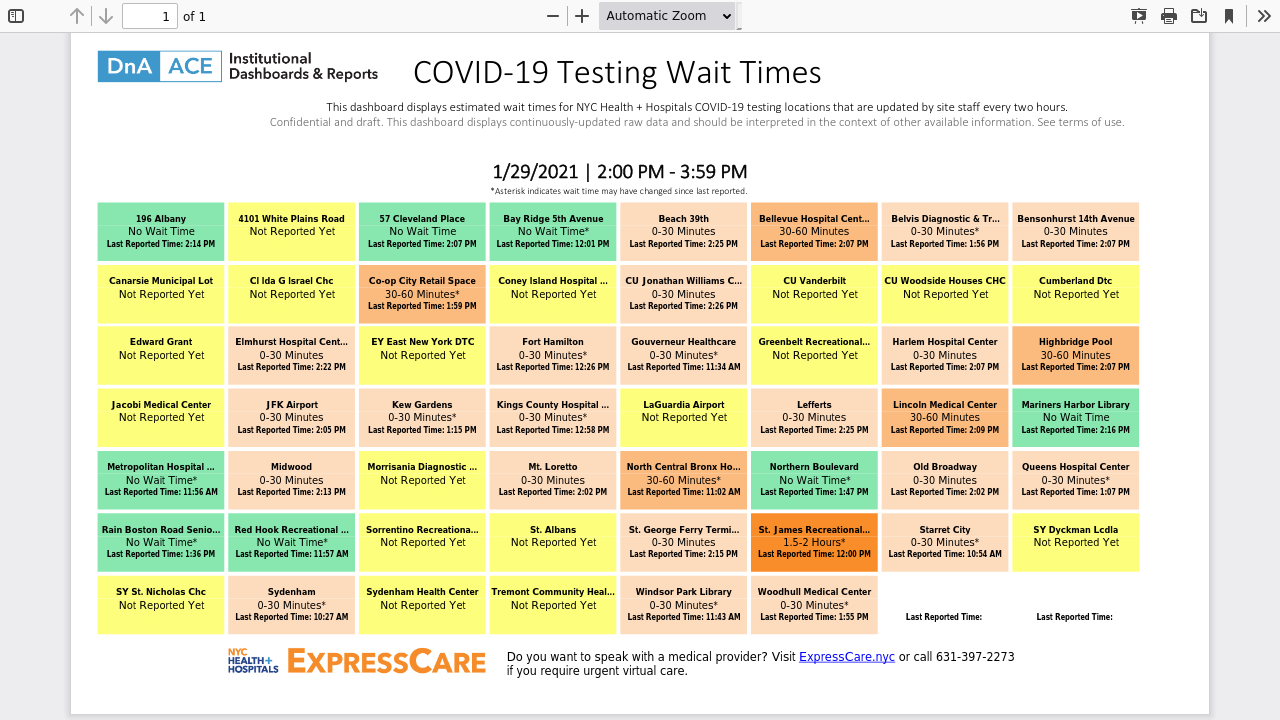 1 of 1 Automatic Zoom
DnA ACE Institutional
Dashboards & Reports
COVID-19 Testing Wait Times
This dashboard displays estimated wait times for NYC Health + Hospitals COVID-19 testing locations that are updated by site staff every two hours.
Confidential and draft. This dashboard displays continuously-updated raw data and should be interpreted in the context of other available information. See terms of use.
1/29/2021 | 2:00 PM - 3:59 PM
*Asterisk indicates wait time may have changed since last reported.
196 Albany
No Wait Time
Last Reported Time: 2:14 PM
4101 White Plains Road
Not Reported Yet
57 Cleveland Place
No Wait Time
Last Reported Time: 2:07 PM
Bay Ridge 5th Avenue
No Wait Time*
Last Reported Time: 12:01 PM
Beach 39th
0-30 Minutes
Last Reported Time: 2:25 PM
Bellevue Hospital Cent...
30-60 Minutes
Last Reported Time: 2:07 PM
Belvis Diagnostic & Tr...
0-30 Minutes*
Last Reported Time: 1:56 PM
Bensonhurst 14th Avenue
0-30 Minutes
Last Reported Time: 2:07 PM
Canarsie Municipal Lot
Not Reported Yet
Cl Ida G Israel Chc
Not Reported Yet
Co-op City Retail Space
30-60 Minutes*
Last Reported Time: 1:59 PM
Coney Island Hospital ...
Not Reported Yet
CU Jonathan Williams C...
0-30 Minutes
Last Reported Time: 2:26 PM
CU Vanderbilt
Not Reported Yet
CU Woodside Houses CHC
Not Reported Yet
Cumberland Dtc
Not Reported Yet
Edward Grant
Not Reported Yet
Elmhurst Hospital Cent...
0-30 Minutes
Last Reported Time: 2:22 PM
EY East New York DTC
Not Reported Yet
Fort Hamilton
0-30 Minutes*
Last Reported Time: 12:26 PM
Gouverneur Healthcare
0-30 Minutes*
Last Reported Time: 11:34 AM
Greenbelt Recreational...
Not Reported Yet
Harlem Hospital Center
0-30 Minutes
Last Reported Time: 2:07 PM
Highbridge Pool
30-60 Minutes
Last Reported Time: 2:07 PM
Jacobi Medical Center
Not Reported Yet
JFK Airport
0-30 Minutes
Last Reported Time: 2:05 PM
Kew Gardens
0-30 Minutes*
Last Reported Time: 1:15 PM
Kings County Hospital ...
0-30 Minutes*
Last Reported Time: 12:58 PM
LaGuardia Airport
Not Reported Yet
Lefferts
0-30 Minutes
Last Reported Time: 2:25 PM
Lincoln Medical Center
30-60 Minutes
Last Reported Time: 2:09 PM
Mariners Harbor Library
No Wait Time
Last Reported Time: 2:16 PM
Metropolitan Hospital ...
No Wait Time*
Last Reported Time: 11:56 AM
Midwood
0-30 Minutes
Last Reported Time: 2:13 PM
Morrisania Diagnostic ...
Not Reported Yet
Mt. Loretto
0-30 Minutes
Last Reported Time: 2:02 PM
North Central Bronx Ho...
30-60 Minutes*
Last Reported Time: 11:02 AM
Northern Boulevard
No Wait Time*
Last Reported Time: 1:47 PM
Old Broadway
0-30 Minutes
Last Reported Time: 2:02 PM
Queens Hospital Center
0-30 Minutes*
Last Reported Time: 1:07 PM
Rain Boston Road Senio...
No Wait Time*
Last Reported Time: 1:36 PM
Red Hook Recreational ...
No Wait Time*
Last Reported Time: 11:57 AM
Sorrentino Recreationa...
Not Reported Yet
St. Albans
Not Reported Yet
St. George Ferry Termi...
0-30 Minutes
Last Reported Time: 2:15 PM
St. James Recreational...
1.5-2 Hours*
Last Reported Time: 12:00 PM
Starret City
0-30 Minutes*
Last Reported Time: 10:54 AM
SY Dyckman Lcdla
Not Reported Yet
SY St. Nicholas Chc
Not Reported Yet
Sydenham
0-30 Minutes*
Last Reported Time: 10:27 AM
Sydenham Health Center
Not Reported Yet
Tremont Community Heal...
Not Reported Yet
Windsor Park Library
0-30 Minutes*
Last Reported Time: 11:43 AM
Woodhull Medical Center
0-30 Minutes*
Last Reported Time: 1:55 PM
Last Reported Time:
Last Reported Time:
NYC
HEALTH+
HOSPITALS
EXPRESSCARE
Do you want to speak with a medical provider? Visit ExpressCare.nyc or call 631-397-2273
if you require urgent virtual care.